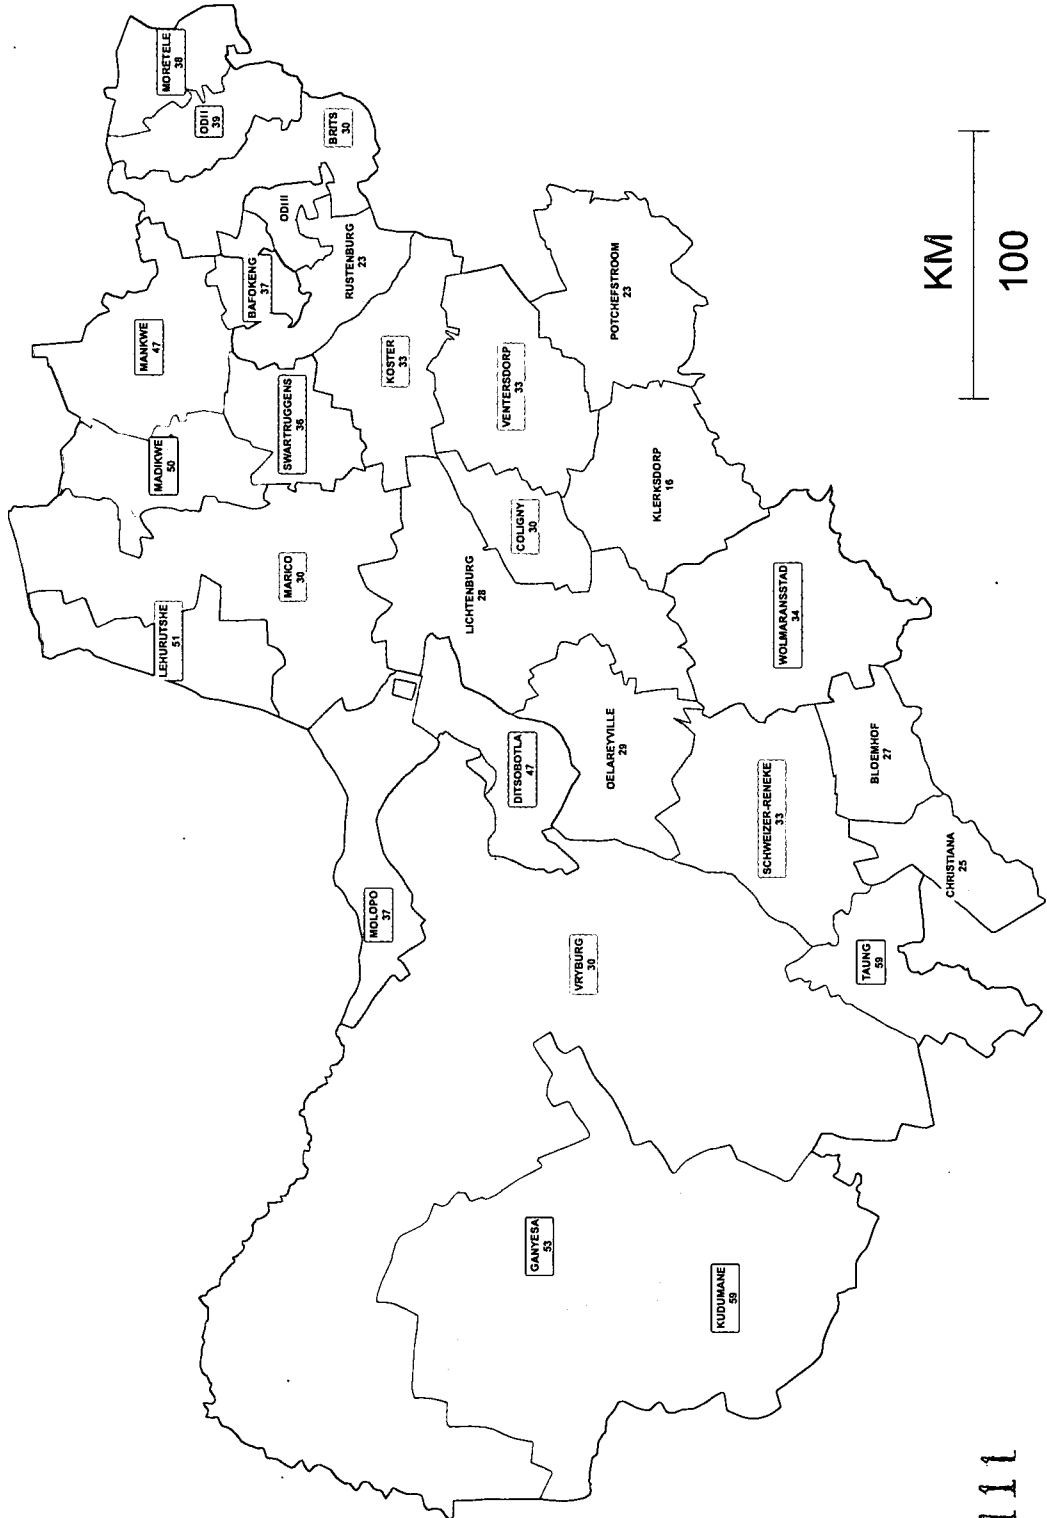 MORETELE
38
ODII
39
BRITS
30
ODIII
BAFOKENG
37
RUSTENBURG
23
MANKWE
47
KOSTER
33
SWARTRUGGENS
36
MADIKWE
50
VENTERSDORP
33
POTCHEFSTROOM
23
KLERKSDORP
16
COLIGNY
30
MARICO
30
LICHTENBURG
28
LEHURUTSHE
51
WOLMARANSSTAD
34
OELAREYVILLE
29
DITSOBOTLA
47
BLOEMHOF
27
SCHWEIZER-RENEKE
33
CHRISTIANA
25
MOLOPO
37
VRYBURG
30
TAUNG
59
GANYESA
53
KUDUMANE
59
KM
100
111